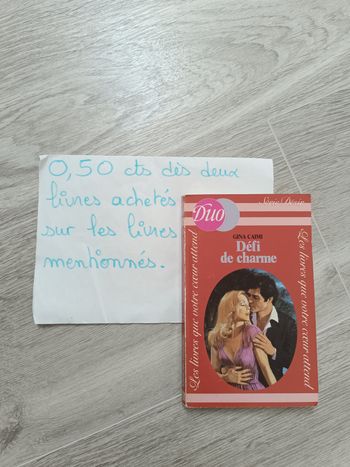 0,50 cts dès deux
livres achetés
sur les livres
mentionnés.
Série Désir
Duo
GINA CAIMI
Défi
de charme
Les livres que votre cœur attend
Les livres que votre cœur attend